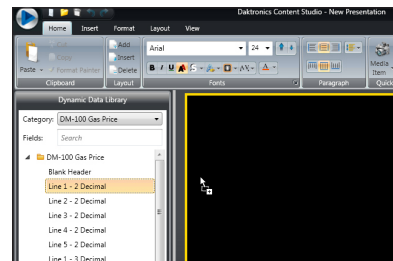 Daktronics Content Studio - New Presentation
Home Insert Format Layout View
Cut
Copy
Paste Format Painter
Clipboard
Add
Insert
Delete
Layout
Arial 24
B I U A
Fonts
Paragraph
Media
Item
Quick
Dynamic Data Library
Category: DM-100 Gas Price
Fields: Search
DM-100 Gas Price
Blank Header
Line 1 - 2 Decimal
Line 2 - 2 Decimal
Line 3 - 2 Decimal
Line 4 - 2 Decimal
Line 5 - 2 Decimal
Line 1 - 3 Decimal